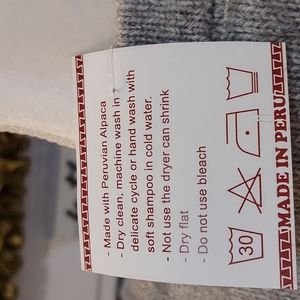 - Made with Peruvian Alpaca
- Dry clean, machine wash in
delicate cycle or hand wash with
soft shampoo in cold water.
- Not use the dryer can shrink
- Dry flat
- Do not use bleach
30
MADE IN PERU